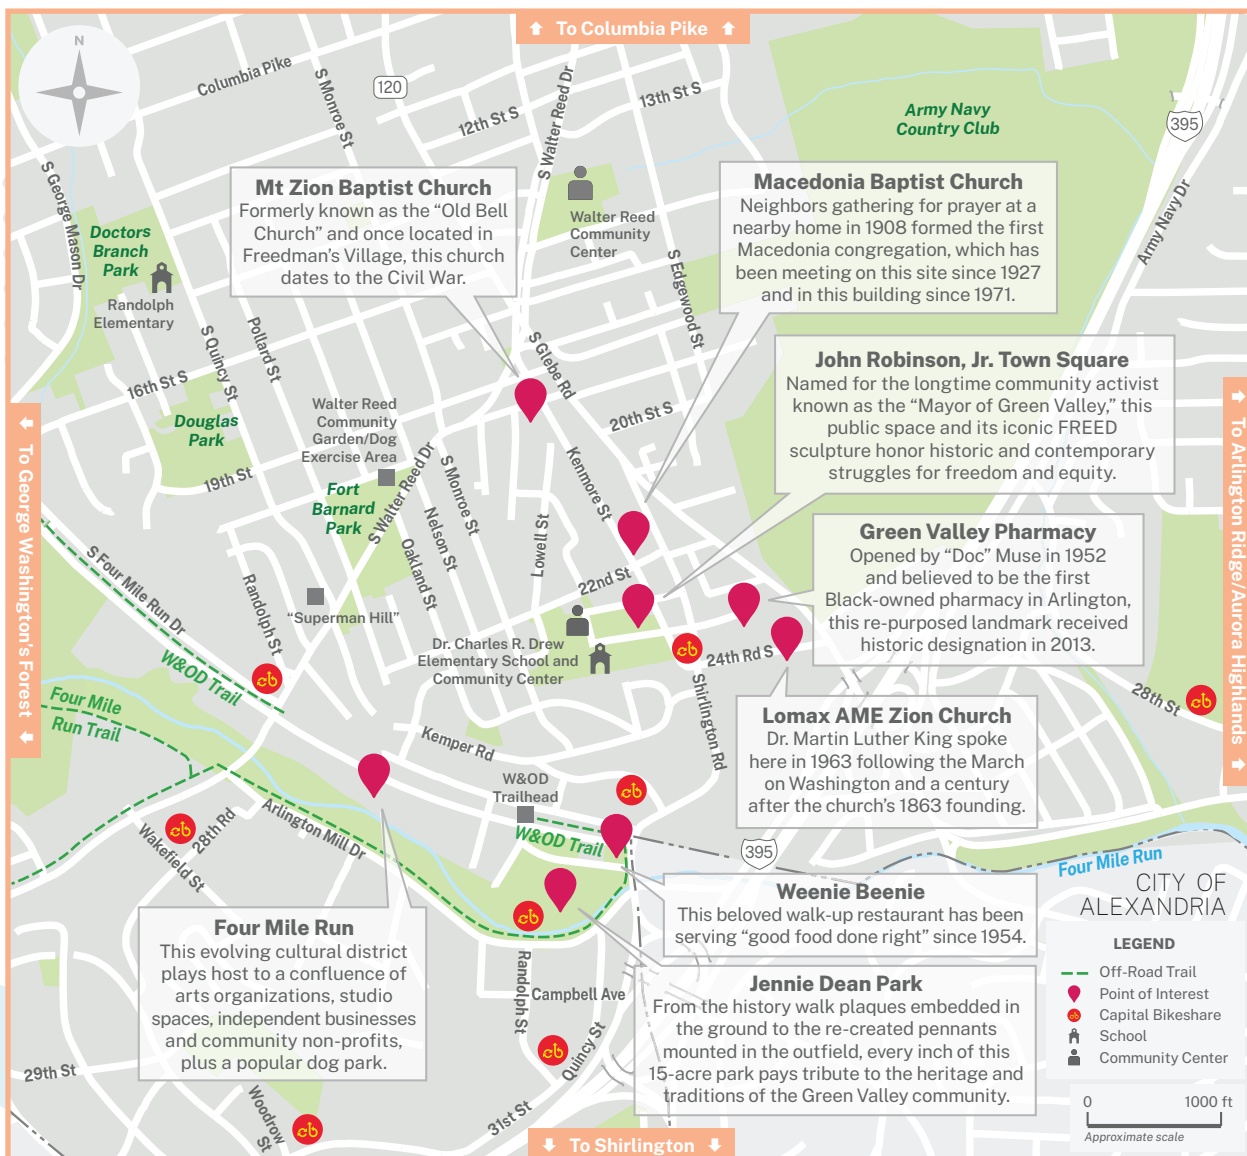 To Columbia Pike
N
Columbia Pike
S Monroe St
120
12th St S
S Walter Reed Dr
13th St S
Army Navy
Country Club
395
Army Navy Dr
S George Mason Dr
Mt Zion Baptist Church
Formerly known as the “Old Bell
Church” and once located in
Freedman’s Village, this church
dates to the Civil War.
Walter Reed
Community
Center
Macedonia Baptist Church
Neighbors gathering for prayer at a
nearby home in 1908 formed the first
Macedonia congregation, which has
been meeting on this site since 1927
and in this building since 1971.
Doctors
Branch
Park
Randolph
Elementary
S Edgewood St
S Quincy St
Pollard St
S Glebe Rd
16th St S
John Robinson, Jr. Town Square
Named for the longtime community activist
known as the “Mayor of Green Valley,” this
public space and its iconic FREED
sculpture honor historic and contemporary
struggles for freedom and equity.
Douglas
Park
Walter Reed
Community
Garden/Dog
Exercise Area
20th St S
19th St
Fort
Barnard
Park
S Walter Reed Dr
S Monroe St
Nelson St
Oakland St
Kenmore St
Lowell St
22nd St
Green Valley Pharmacy
Opened by “Doc” Muse in 1952
and believed to be the first
Black-owned pharmacy in Arlington,
this re-purposed landmark received
historic designation in 2013.
To George Washington’s Forest
To Arlington Ridge/Aurora Highlands
S Four Mile Run Dr
Randolph St
“Superman Hill”
W&OD Trail
Four Mile
Run Trail
Dr. Charles R. Drew
Elementary School and
Community Center
24th Rd S
Shirlington Rd
28th St
Lomax AME Zion Church
Dr. Martin Luther King spoke
here in 1963 following the March
on Washington and a century
after the church’s 1863 founding.
Kemper Rd
W&OD
Trailhead
W&OD Trail
Arlington Mill Dr
28th Rd
Wakefield St
395
Four Mile Run
CITY OF
ALEXANDRIA
Weenie Beenie
This beloved walk-up restaurant has been
serving “good food done right” since 1954.
Four Mile Run
This evolving cultural district
plays host to a confluence of
arts organizations, studio
spaces, independent businesses
and community non-profits,
plus a popular dog park.
Randolph St
Campbell Ave
Quincy St
Jennie Dean Park
From the history walk plaques embedded in
the ground to the re-created pennants
mounted in the outfield, every inch of this
15-acre park pays tribute to the heritage and
traditions of the Green Valley community.
29th St
Woodrow St
31st St
To Shirlington
LEGEND
Off-Road Trail
Point of Interest
Capital Bikeshare
School
Community Center
0 1000 ft
Approximate scale